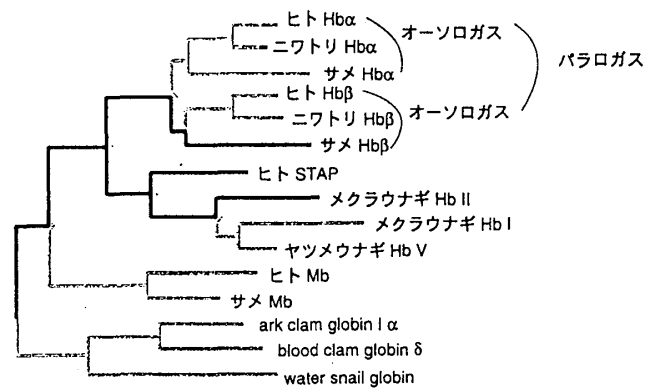 ヒト Hbα
オーソロガス
ニワトリ Hbα
パラロガス
サメ Hbα
ヒト Hbβ
オーソロガス
ニワトリ Hbβ
サメ Hbβ
ヒト STAP
メクラウナギ Hb II
メクラウナギ Hb I
ヤツメウナギ Hb V
ヒト Mb
サメ Mb
ark clam globin I α
blood clam globin δ
water snail globin